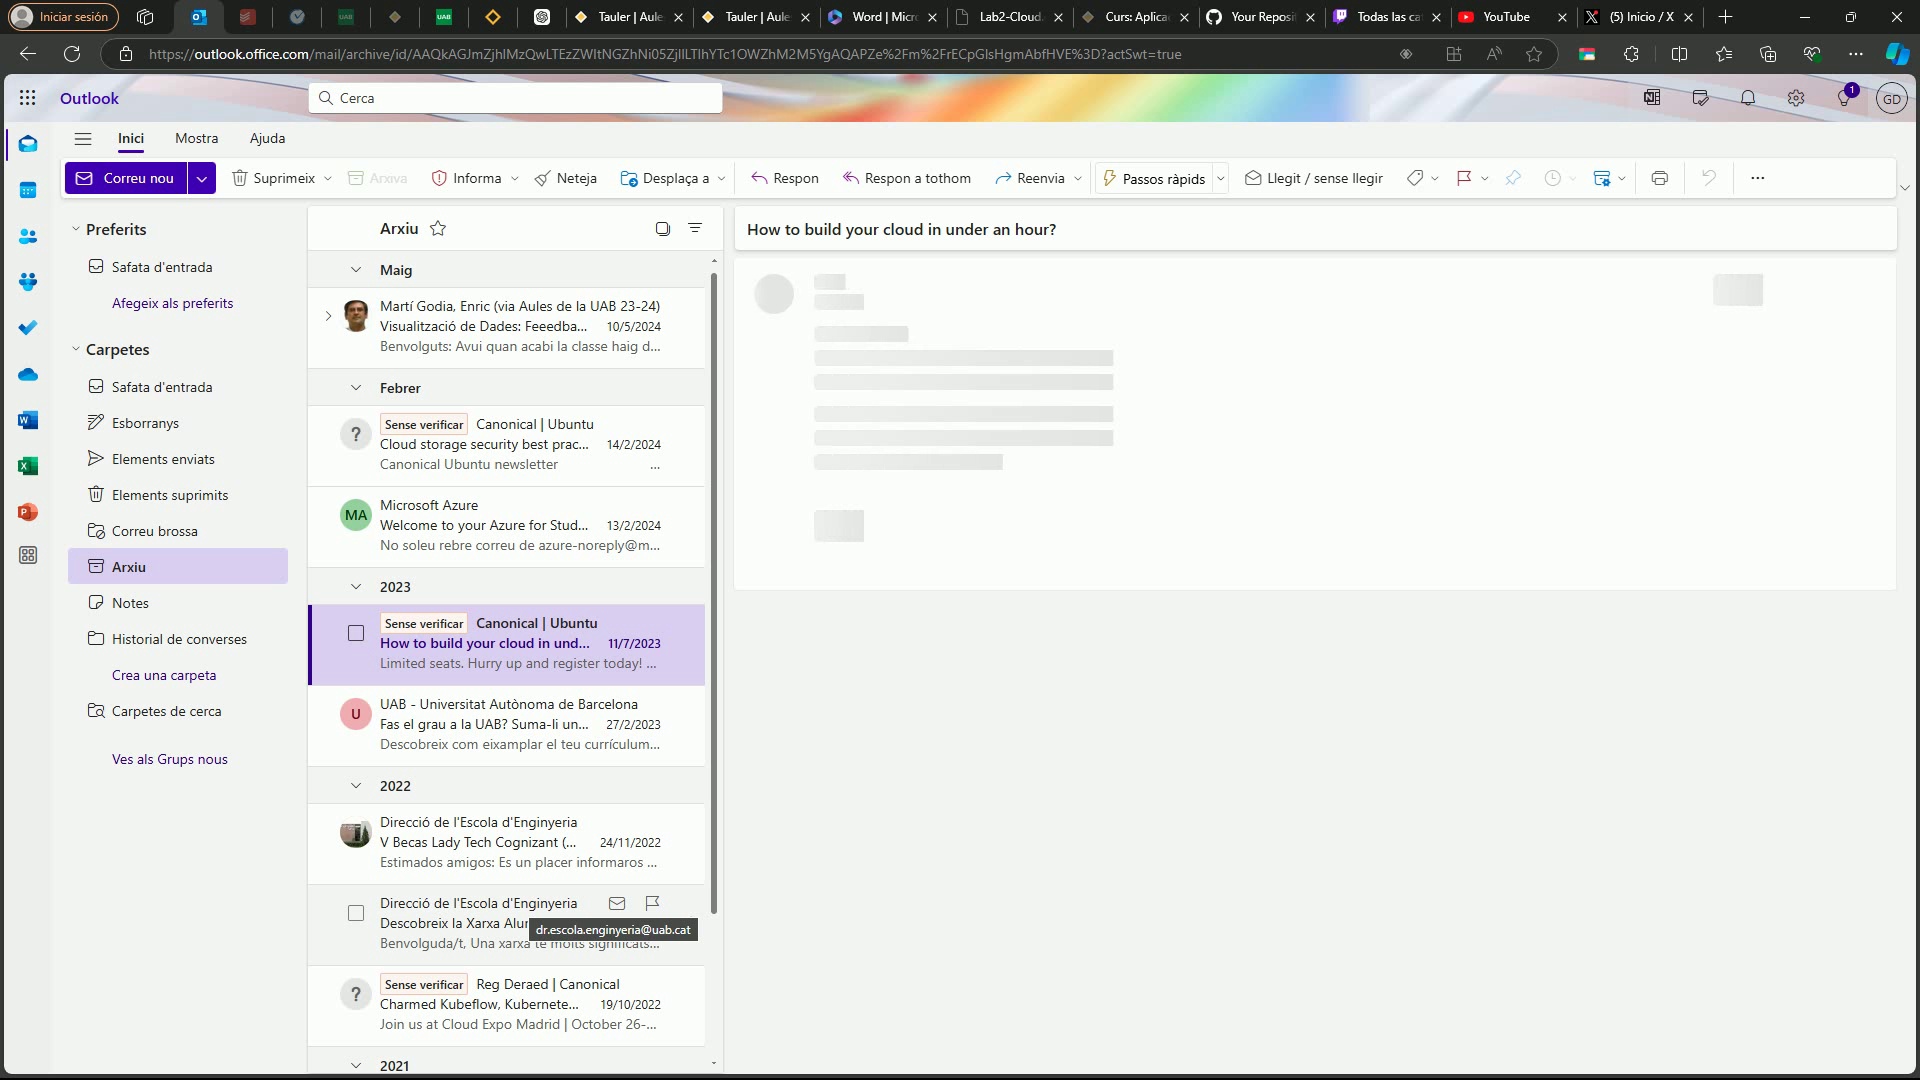 Iniciar sesión
UAB
UAB
Tauler | Aule
Tauler | Aule
Word | Micr
Lab2-Cloud.
Curs: Aplica
Your Reposit
Todas las ca
YouTube
(5) Inicio / X
https://outlook.office.com/mail/archive/id/AAQkAGJmZjhlMzQwLTEzZWItNGZhNi05ZjllLTlhYTc1OWZhM2M5YgAQAPZe%2Fm%2FrECpGlsHgmAbfHVE%3D?actSwt=true
Outlook
Cerca
1
GD
Inici
Mostra
Ajuda
Correu nou
Suprimeix
Arxiva
Informa
Neteja
Desplaça a
Respon
Respon a tothom
Reenvia
Passos ràpids
Llegit / sense llegir
Preferits
Safata d'entrada
Afegeix als preferits
Carpetes
Safata d'entrada
Esborranys
Elements enviats
Elements suprimits
Correu brossa
Arxiu
Notes
Historial de converses
Crea una carpeta
Carpetes de cerca
Ves als Grups nous
Arxiu
Maig
Martí Godia, Enric (via Aules de la UAB 23-24)
Visualització de Dades: Feeedba... 10/5/2024
Benvolguts: Avui quan acabi la classe haig d...
Febrer
?
Sense verificar Canonical | Ubuntu
Cloud storage security best prac... 14/2/2024
Canonical Ubuntu newsletter ...
MA
Microsoft Azure
Welcome to your Azure for Stud... 13/2/2024
No soleu rebre correu de azure-noreply@m...
2023
Sense verificar Canonical | Ubuntu
How to build your cloud in und... 11/7/2023
Limited seats. Hurry up and register today! ...
U
UAB - Universitat Autònoma de Barcelona
Fas el grau a la UAB? Suma-li un... 27/2/2023
Descobreix com eixamplar el teu currículum...
2022
Direcció de l'Escola d'Enginyeria
V Becas Lady Tech Cognizant (... 24/11/2022
Estimados amigos: Es un placer informaros ...
Direcció de l'Escola d'Enginyeria
Descobreix la Xarxa Alur
dr.escola.enginyeria@uab.cat
Benvolguda/t, Una xarxa té molts significats...
?
Sense verificar Reg Deraed | Canonical
Charmed Kubeflow, Kubernete... 19/10/2022
Join us at Cloud Expo Madrid | October 26-...
2021
How to build your cloud in under an hour?